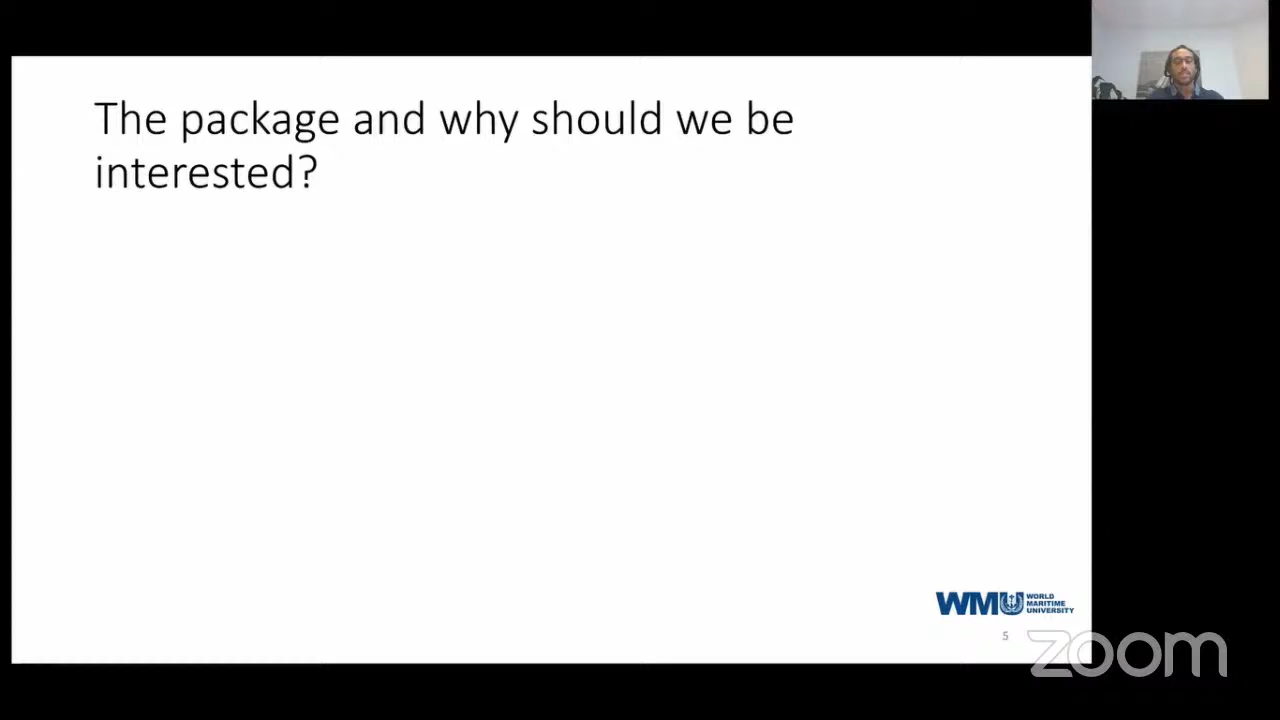 The package and why should we be
interested?
WMU WORLD
MARITIME
UNIVERSITY
5
zoom